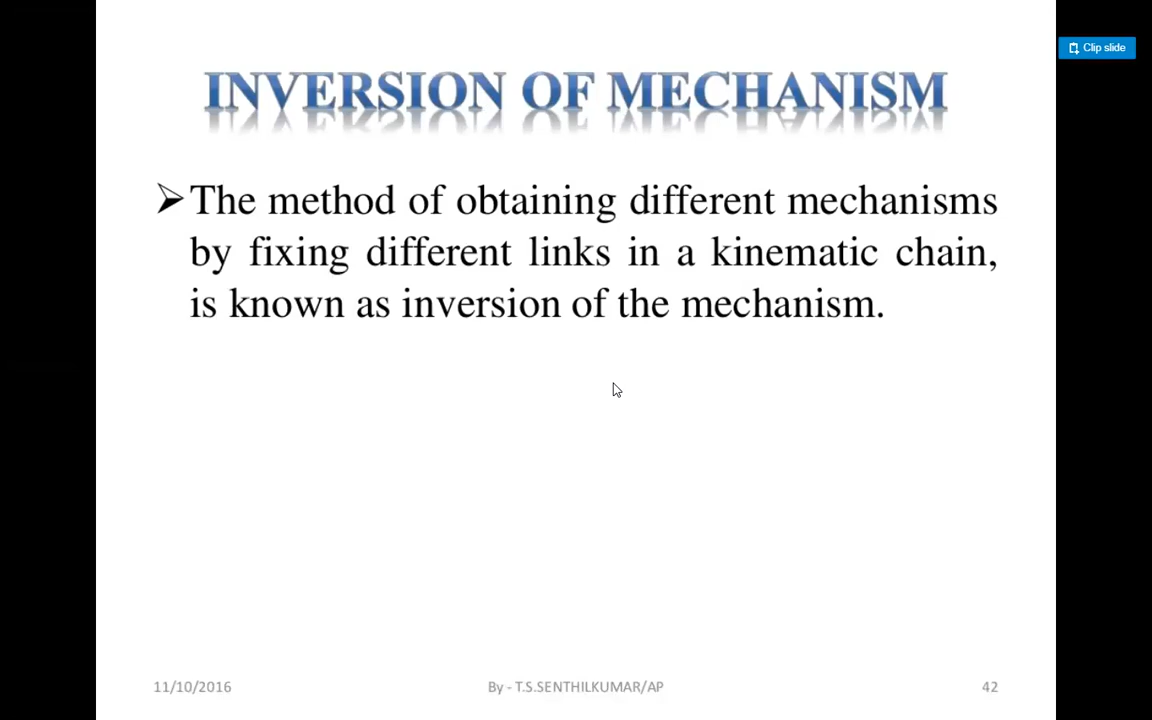 Clip slide
INVERSION OF MECHANISM
➢The method of obtaining different mechanisms
by fixing different links in a kinematic chain,
is known as inversion of the mechanism.
11/10/2016
By - T.S.SENTHILKUMAR/AP
42